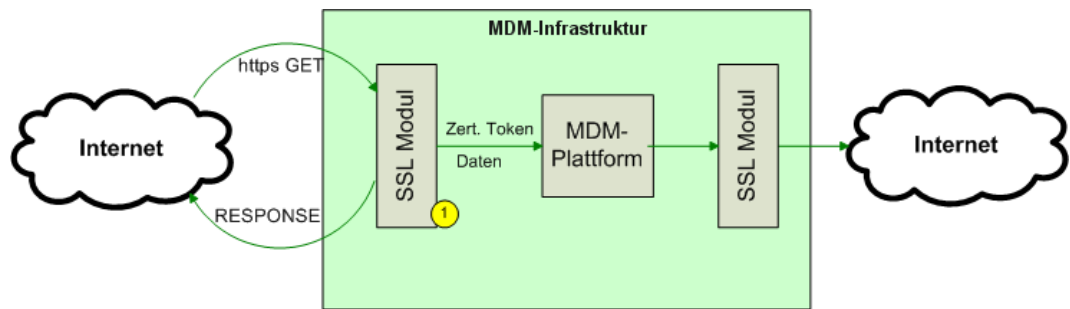 MDM-Infrastruktur
https GET
Internet
RESPONSE
SSL Modul
1
Zert. Token
Daten
MDM-
Plattform
SSL Modul
Internet